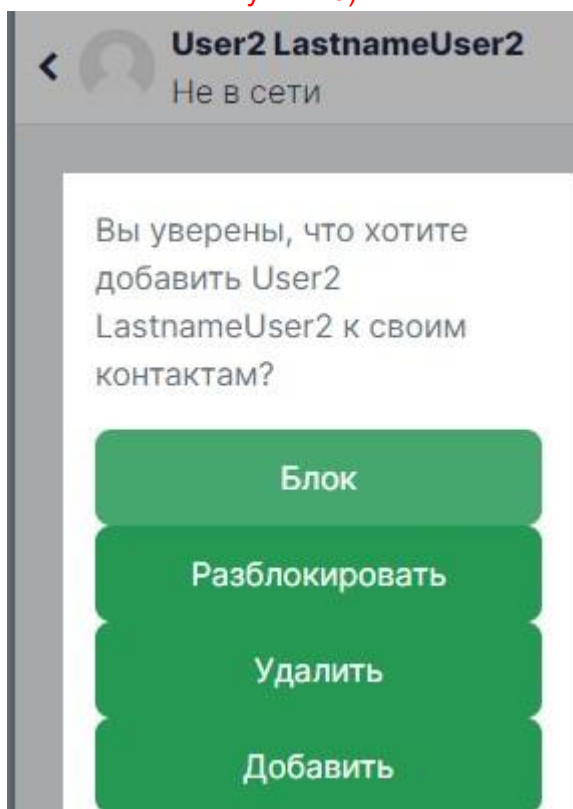 User2 LastnameUser2
Не в сети
Вы уверены, что хотите
добавить User2
LastnameUser2 к своим
контактам?
Блок
Разблокировать
Удалить
Добавить